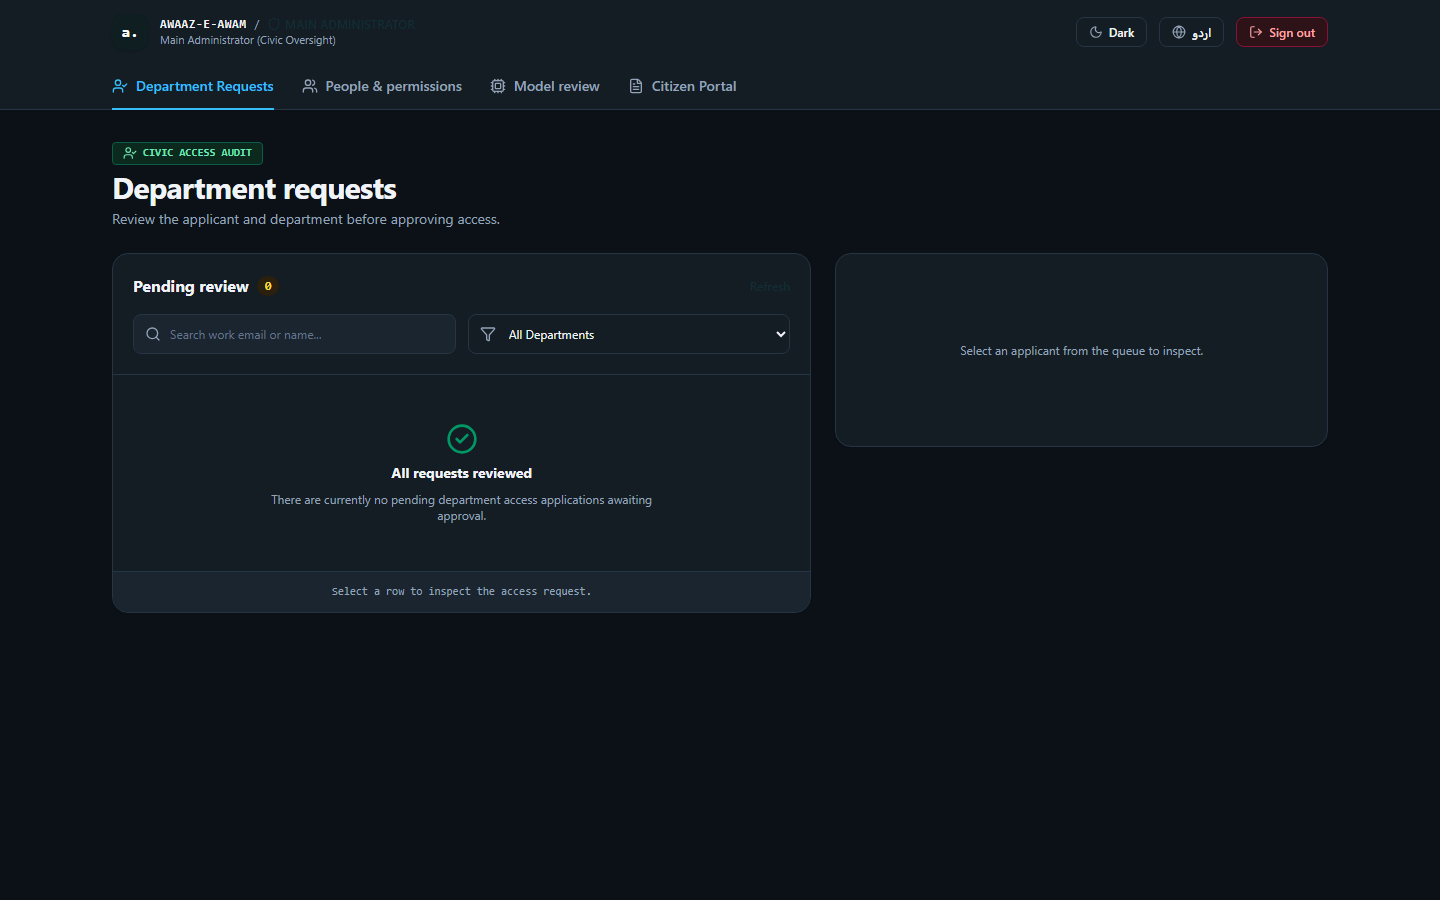 a.
AWAAZ-E-AWAM / MAIN ADMINISTRATOR
Main Administrator (Civic Oversight)
Dark
اردو
Sign out
Department Requests
People & permissions
Model review
Citizen Portal
CIVIC ACCESS AUDIT
Department requests
Review the applicant and department before approving access.
Pending review 0
Refresh
Search work email or name...
All Departments
Select an applicant from the queue to inspect.
All requests reviewed
There are currently no pending department access applications awaiting
approval.
Select a row to inspect the access request.